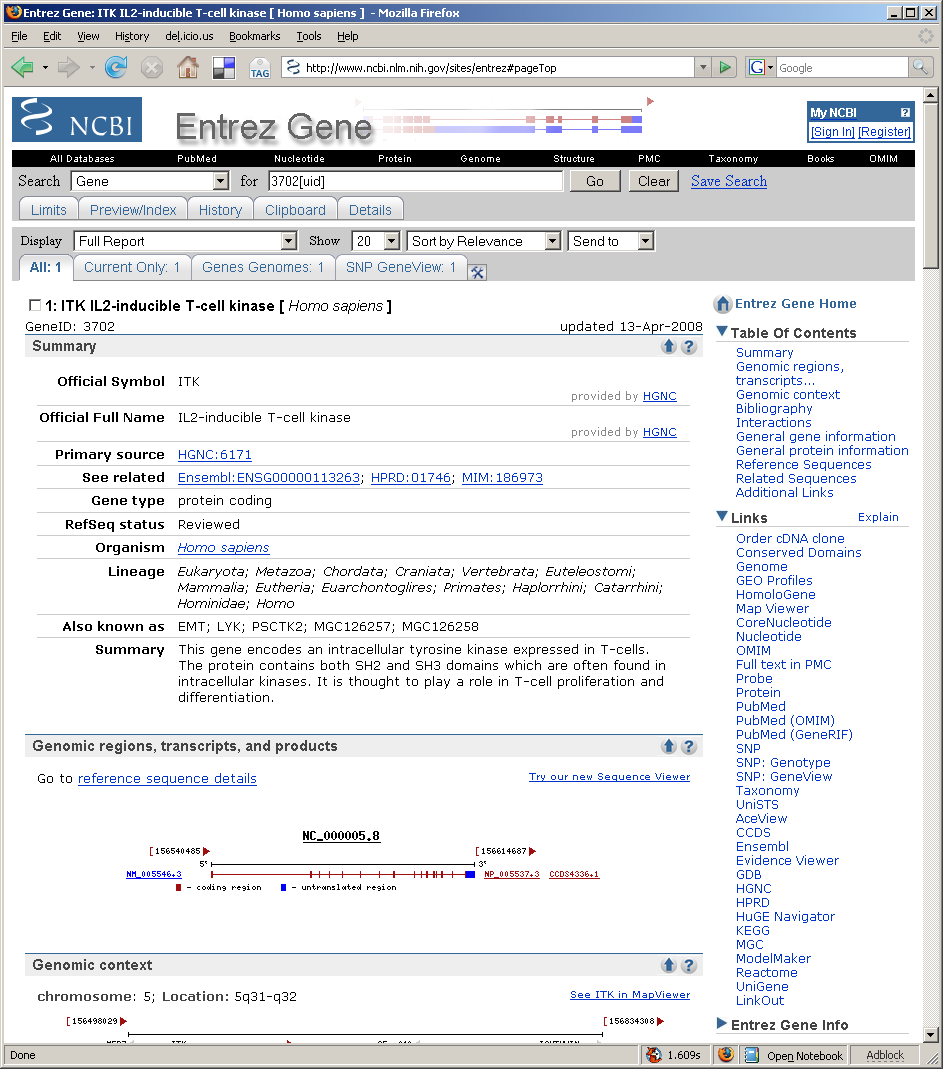 Entrez Gene: ITK IL2-inducible T-cell kinase [ Homo sapiens ] - Mozilla Firefox
File Edit View History del.icio.us Bookmarks Tools Help
TAG http://www.ncbi.nlm.nih.gov/sites/entrez#pageTop G Google
NCBI Entrez Gene
My NCBI ?
[Sign In] [Register]
All Databases PubMed Nucleotide Protein Genome Structure PMC Taxonomy Books OMIM
Search Gene for 3702[uid] Go Clear Save Search
Limits Preview/Index History Clipboard Details
Display Full Report Show 20 Sort by Relevance Send to
All: 1 Current Only: 1 Genes Genomes: 1 SNP GeneView: 1
1: ITK IL2-inducible T-cell kinase [ Homo sapiens ]
GeneID: 3702 updated 13-Apr-2008
Summary ?
Official Symbol ITK
provided by HGNC
Official Full Name IL2-inducible T-cell kinase
provided by HGNC
Primary source HGNC:6171
See related Ensembl:ENSG00000113263; HPRD:01746; MIM:186973
Gene type protein coding
RefSeq status Reviewed
Organism Homo sapiens
Lineage Eukaryota; Metazoa; Chordata; Craniata; Vertebrata; Euteleostomi;
Mammalia; Eutheria; Euarchontoglires; Primates; Haplorrhini; Catarrhini;
Hominidae; Homo
Also known as EMT; LYK; PSCTK2; MGC126257; MGC126258
Summary This gene encodes an intracellular tyrosine kinase expressed in T-cells.
The protein contains both SH2 and SH3 domains which are often found in
intracellular kinases. It is thought to play a role in T-cell proliferation and
differentiation.
Genomic regions, transcripts, and products ?
Go to reference sequence details Try our new Sequence Viewer
NC_000005.8
[156540485 [156614687
5' 3'
NM_005546.3 NP_005537.3 CCDS4336.1
- coding region - untranslated region
Genomic context ?
chromosome: 5; Location: 5q31-q32 See ITK in MapViewer
[156498029 [156834308
Entrez Gene Home
Table Of Contents
Summary
Genomic regions,
transcripts...
Genomic context
Bibliography
Interactions
General gene information
General protein information
Reference Sequences
Related Sequences
Additional Links
Links Explain
Order cDNA clone
Conserved Domains
Genome
GEO Profiles
HomoloGene
Map Viewer
CoreNucleotide
Nucleotide
OMIM
Full text in PMC
Probe
Protein
PubMed
PubMed (OMIM)
PubMed (GeneRIF)
SNP
SNP: Genotype
SNP: GeneView
Taxonomy
UniSTS
AceView
CCDS
Ensembl
Evidence Viewer
GDB
HGNC
HPRD
HuGE Navigator
KEGG
MGC
ModelMaker
Reactome
UniGene
LinkOut
Entrez Gene Info
Done 1.609s Open Notebook Adblock